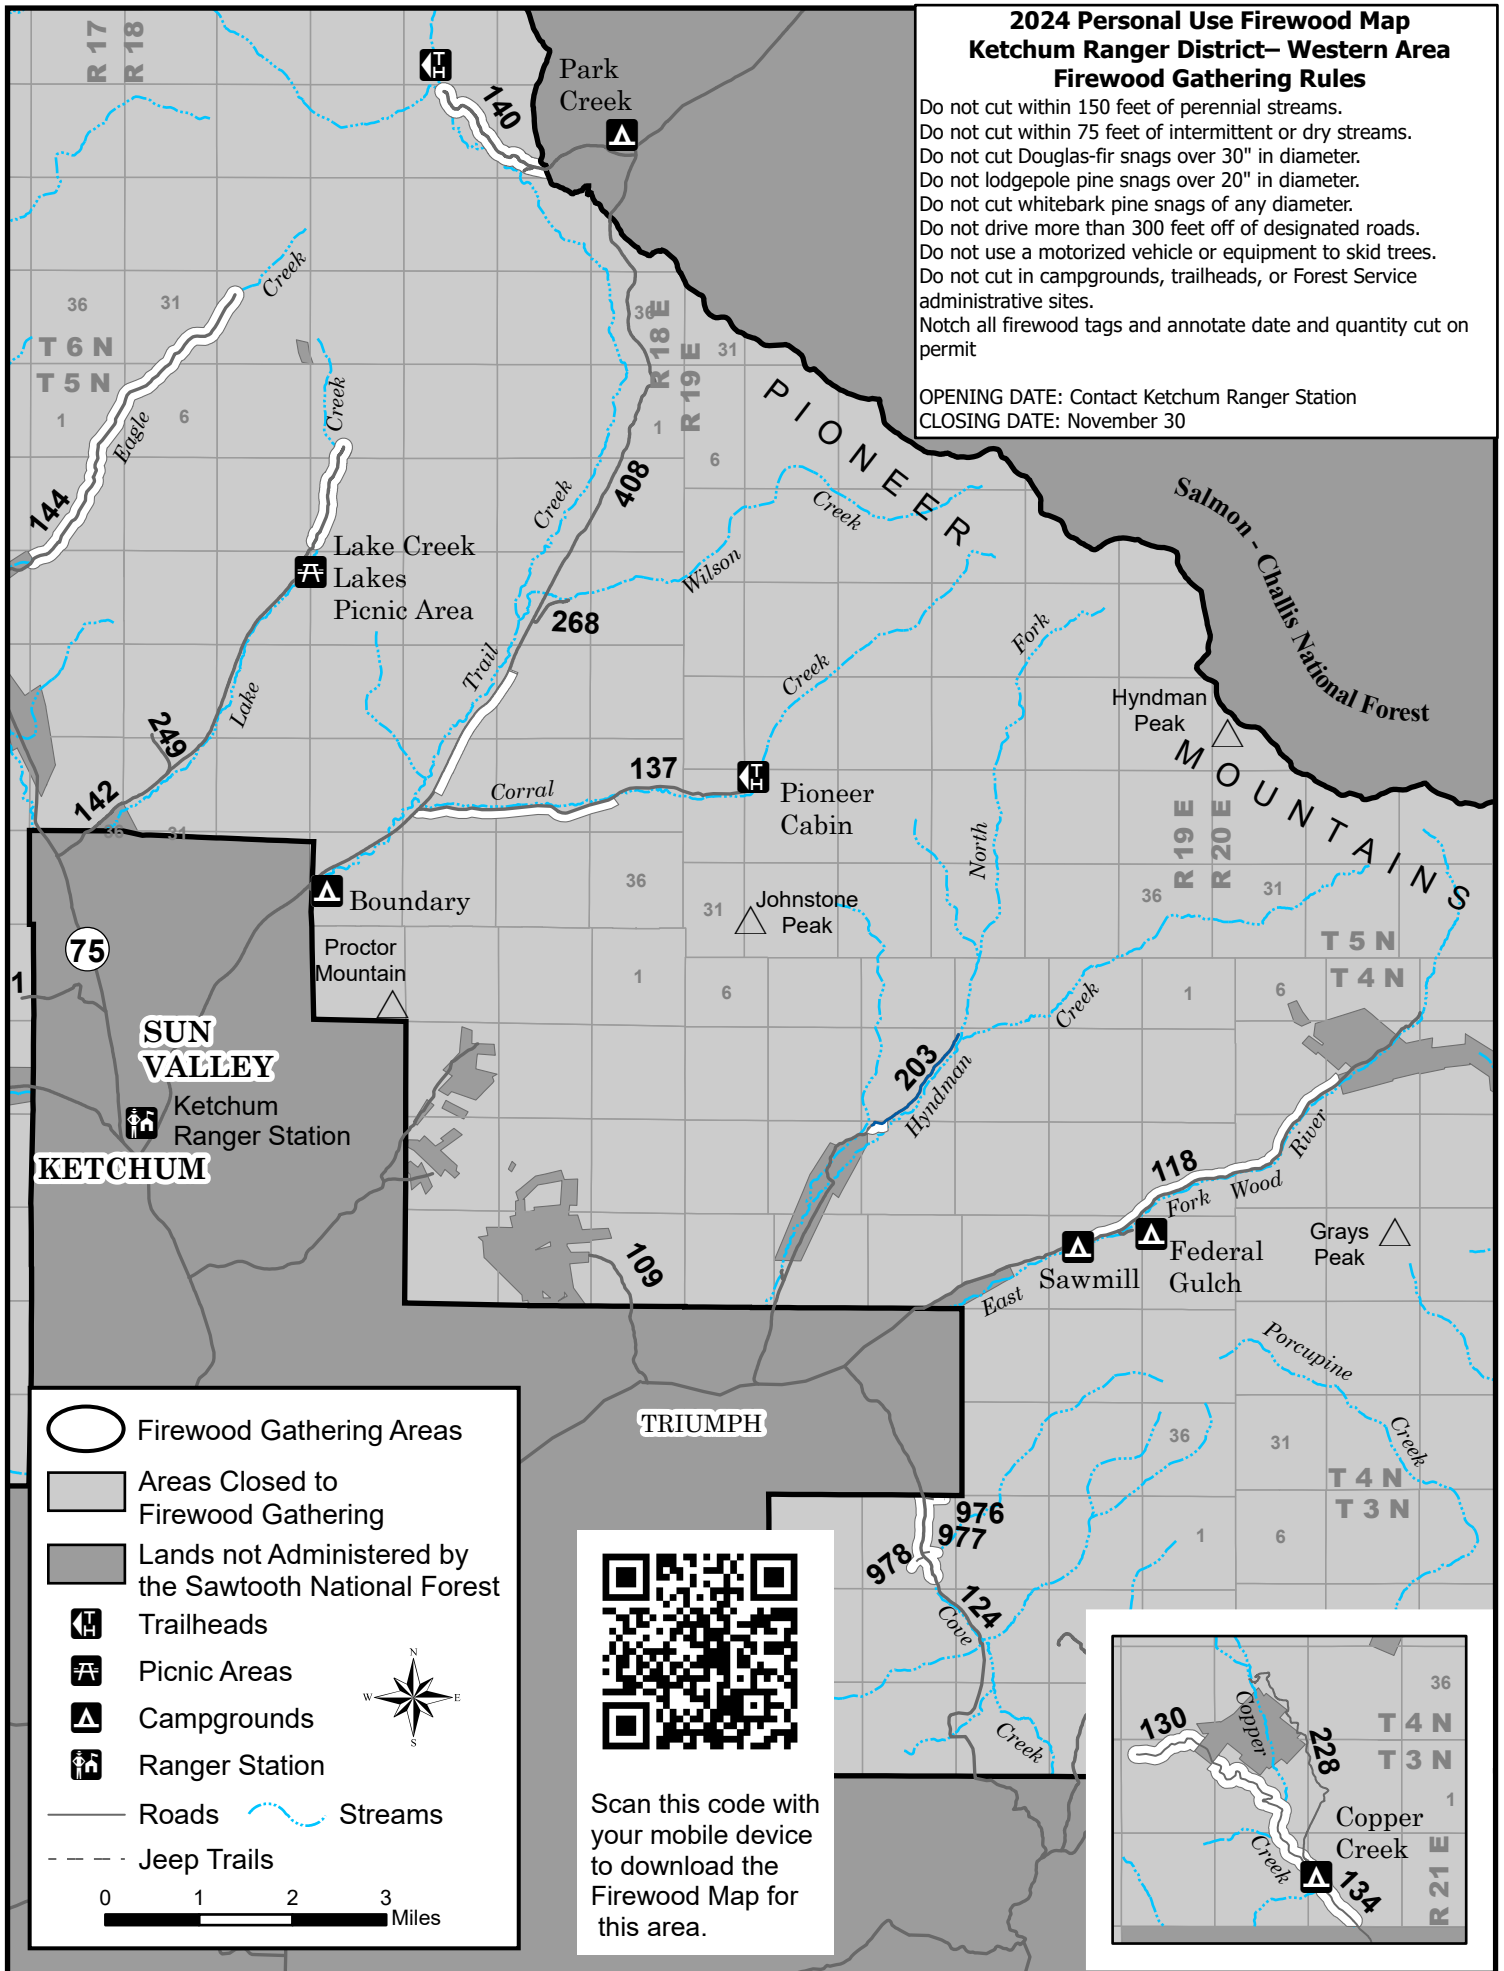 2024 Personal Use Firewood Map
Ketchum Ranger District– Western Area
Firewood Gathering Rules
Do not cut within 150 feet of perennial streams.
Do not cut within 75 feet of intermittent or dry streams.
Do not cut Douglas-fir snags over 30" in diameter.
Do not lodgepole pine snags over 20" in diameter.
Do not cut whitebark pine snags of any diameter.
Do not drive more than 300 feet off of designated roads.
Do not use a motorized vehicle or equipment to skid trees.
Do not cut in campgrounds, trailheads, or Forest Service
administrative sites.
Notch all firewood tags and annotate date and quantity cut on
permit
OPENING DATE: Contact Ketchum Ranger Station
CLOSING DATE: November 30
R 17
R 18
TH
140
Park
Creek
Creek
36
31
T 6 N
T 5 N
1
6
Eagle
144
Creek
36
R 18 E
R 19 E
31
1
6
408
Creek
PIONEER
Creek
Wilson
Salmon - Challis National Forest
Lake Creek
Lakes
Picnic Area
268
Trail
Creek
Fork
Lake
249
142
36
31
Corral
137
TH
Pioneer
Cabin
Hyndman
Peak
MOUNTAINS
North
R 19 E
R 20 E
Boundary
36
31
Johnstone
Peak
36
31
T 5 N
T 4 N
75
Proctor
Mountain
1
1
6
Creek
1
6
SUN
VALLEY
Ketchum
Ranger Station
KETCHUM
203
Hyndman
118
River
Wood
Fork
Grays
Peak
109
Sawmill
Federal
Gulch
East
Porcupine
Creek
TRIUMPH
36
31
T 4 N
T 3 N
1
6
976
977
978
124
Cove
Creek
Firewood Gathering Areas
Areas Closed to
Firewood Gathering
Lands not Administered by
the Sawtooth National Forest
TH
Trailheads
Picnic Areas
Campgrounds
Ranger Station
Roads
Streams
Jeep Trails
N
W
E
S
0 1 2 3
Miles
Scan this code with
your mobile device
to download the
Firewood Map for
this area.
130
Copper
228
36
T 4 N
T 3 N
1
Copper
Creek
Creek
134
R 21 E